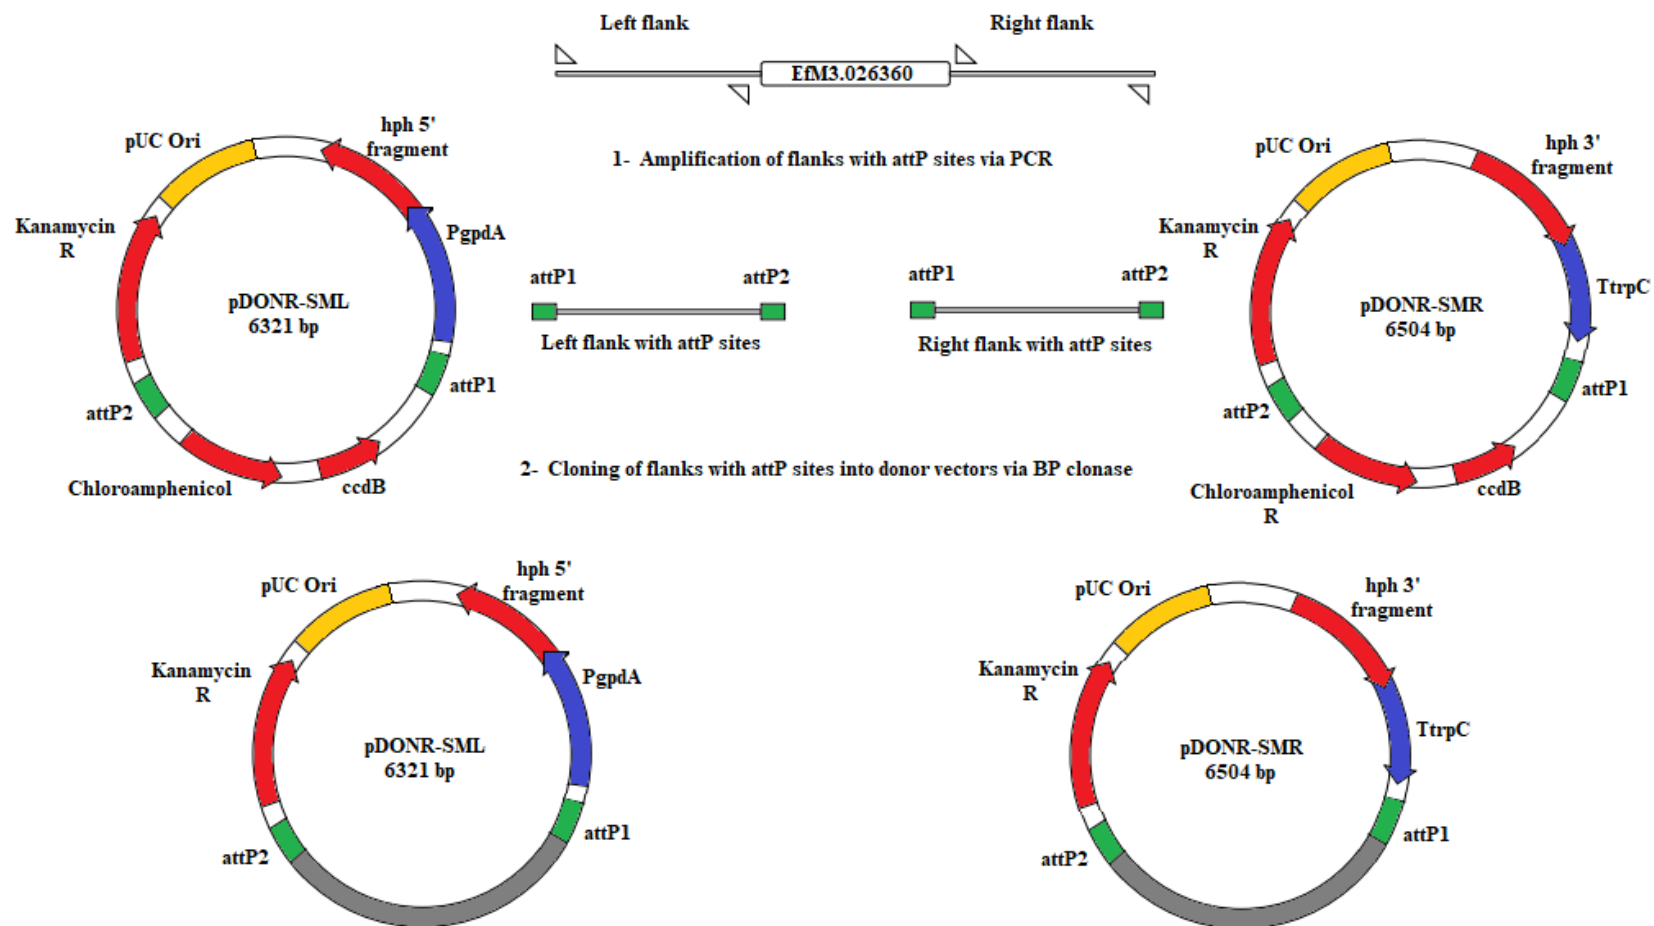 Left flank
Right flank
EfM3.026360
1-  Amplification of flanks with attP sites via PCR
pUC Ori
hph 5'
fragment
Kanamycin
R
PgpdA
pDONR-SML
6321 bp
attP1
attP2
Chloroamphenicol
ccdB
attP1
attP2
Left flank with attP sites
attP1
attP2
Right flank with attP sites
pUC Ori
hph 3'
fragment
Kanamycin
R
TtrpC
pDONR-SMR
6504 bp
attP1
attP2
Chloroamphenicol
R
ccdB
2-  Cloning of flanks with attP sites into donor vectors via BP clonase
pUC Ori
hph 5'
fragment
Kanamycin
R
PgpdA
pDONR-SML
6321 bp
attP1
attP2
pUC Ori
hph 3'
fragment
Kanamycin
R
TtrpC
pDONR-SMR
6504 bp
attP1
attP2